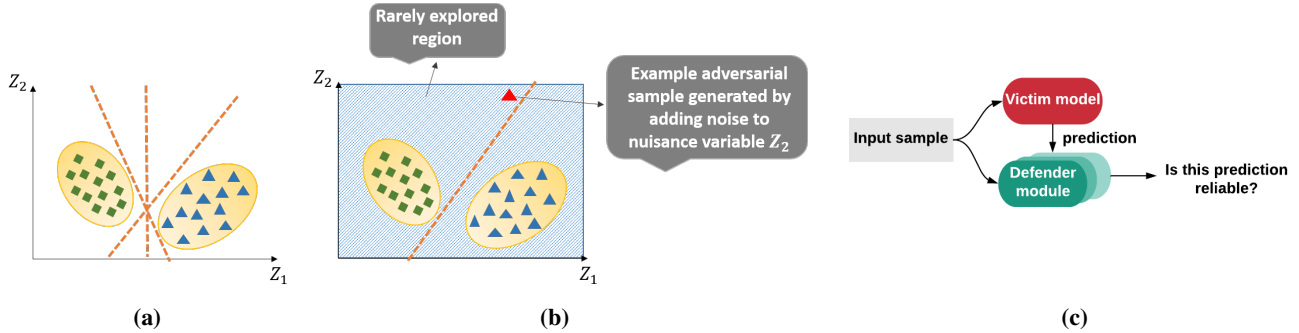 Z₂
Z₁
(a)
Rarely explored
region
Z₂
Example adversarial
sample generated by
adding noise to
nuisance variable Z₂
Z₁
(b)
Input sample
Victim model
prediction
Defender
module
Is this prediction
reliable?
(c)